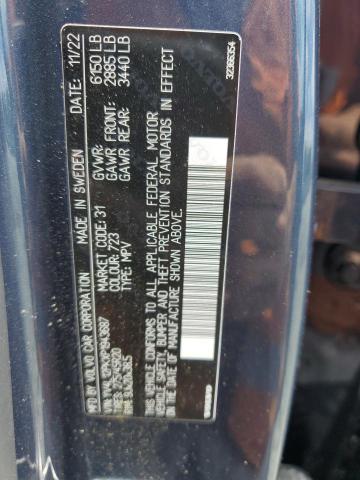 MFD BY VOLVO CAR CORPORATION MADE IN SWEDEN DATE: 11/22
MARKET CODE: 31 GVWR: 6150 LB
COLOUR: 723 GAWR FRONT: 2885 LB
TYPE: MPV GAWR REAR: 3440 LB
THIS VEHICLE CONFORMS TO ALL APPLICABLE FEDERAL MOTOR
VEHICLE SAFETY, BUMPER AND THEFT PREVENTION STANDARDS IN EFFECT
ON THE DATE OF MANUFACTURE SHOWN ABOVE.
VOLVO
32366354